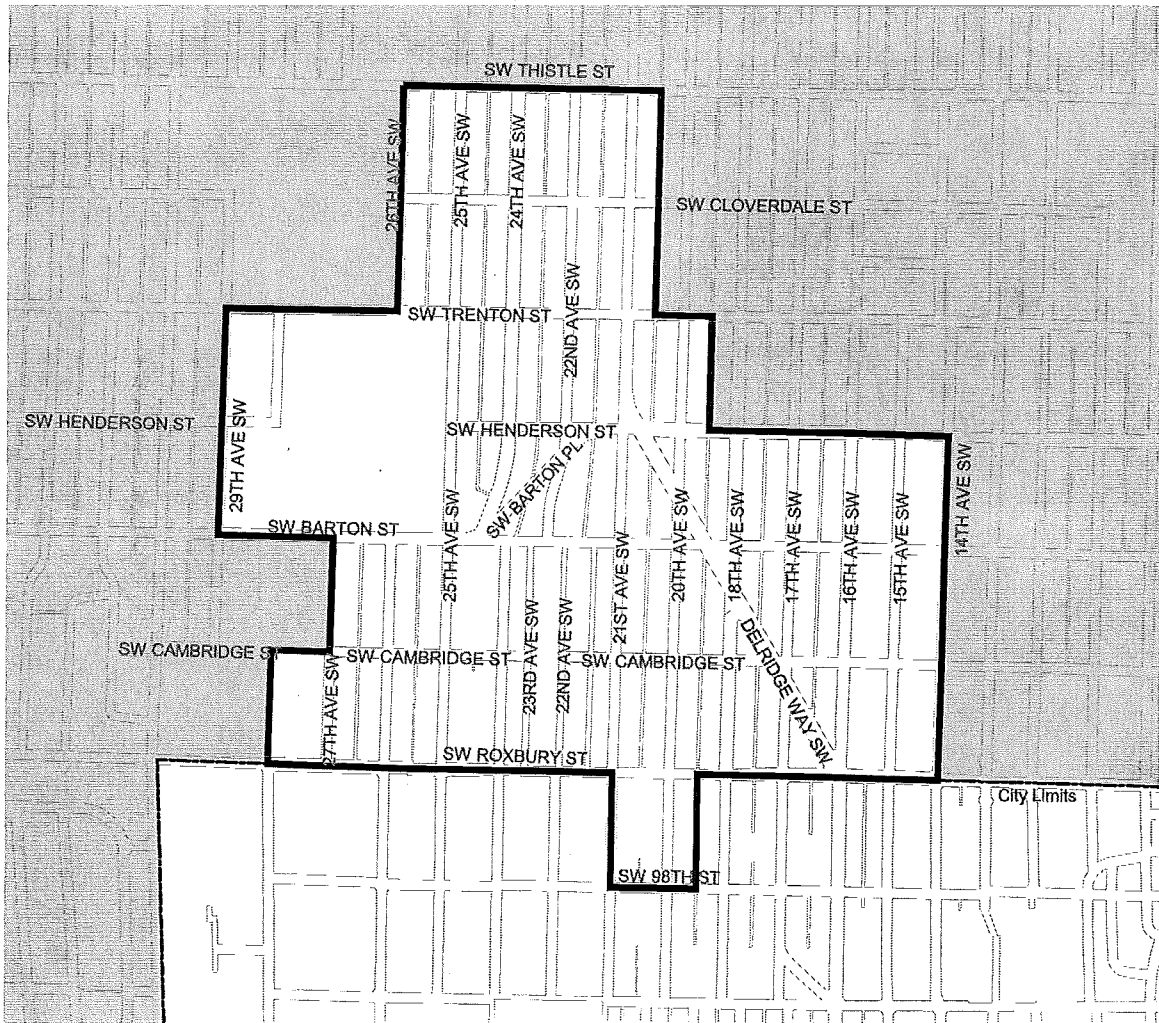 SW THISTLE ST
26TH AVE SW
25TH AVE SW
24TH AVE SW
SW CLOVERDALE ST
SW TRENTON ST
22ND AVE SW
SW HENDERSON ST
29TH AVE SW
SW HENDERSON ST
SW BARTON PL
14TH AVE SW
SW BARTON ST
25TH AVE SW
21ST AVE SW
20TH AVE SW
18TH AVE SW
17TH AVE SW
16TH AVE SW
15TH AVE SW
SW CAMBRIDGE ST
SW CAMBRIDGE ST
SW CAMBRIDGE ST
27TH AVE SW
23RD AVE SW
22ND AVE SW
DELRIDGE WAY SW
SW ROXBURY ST
City Limits
SW 98TH ST